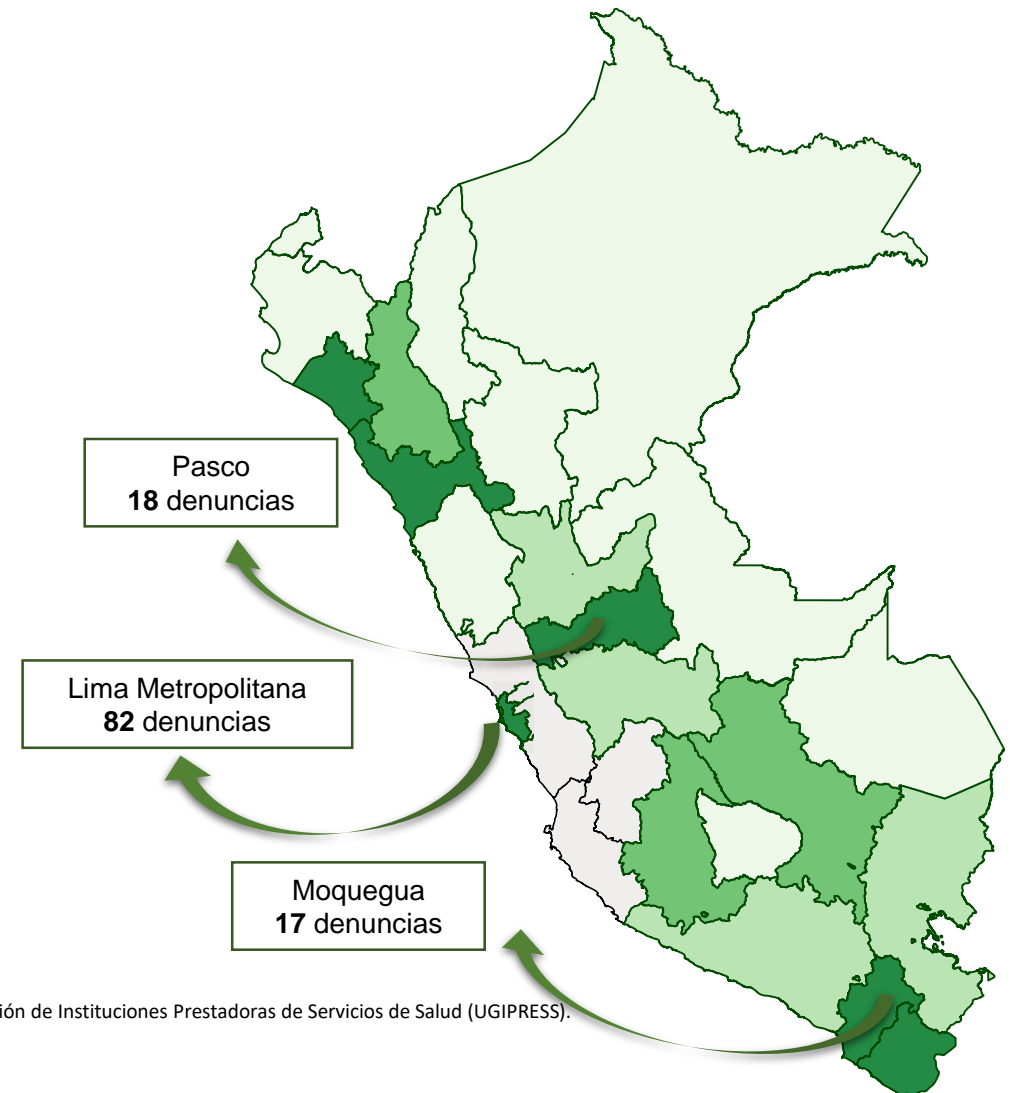 Pasco
18 denuncias
Lima Metropolitana
82 denuncias
Moquegua
17 denuncias
ión de Instituciones Prestadoras de Servicios de Salud (UGIPRESS).